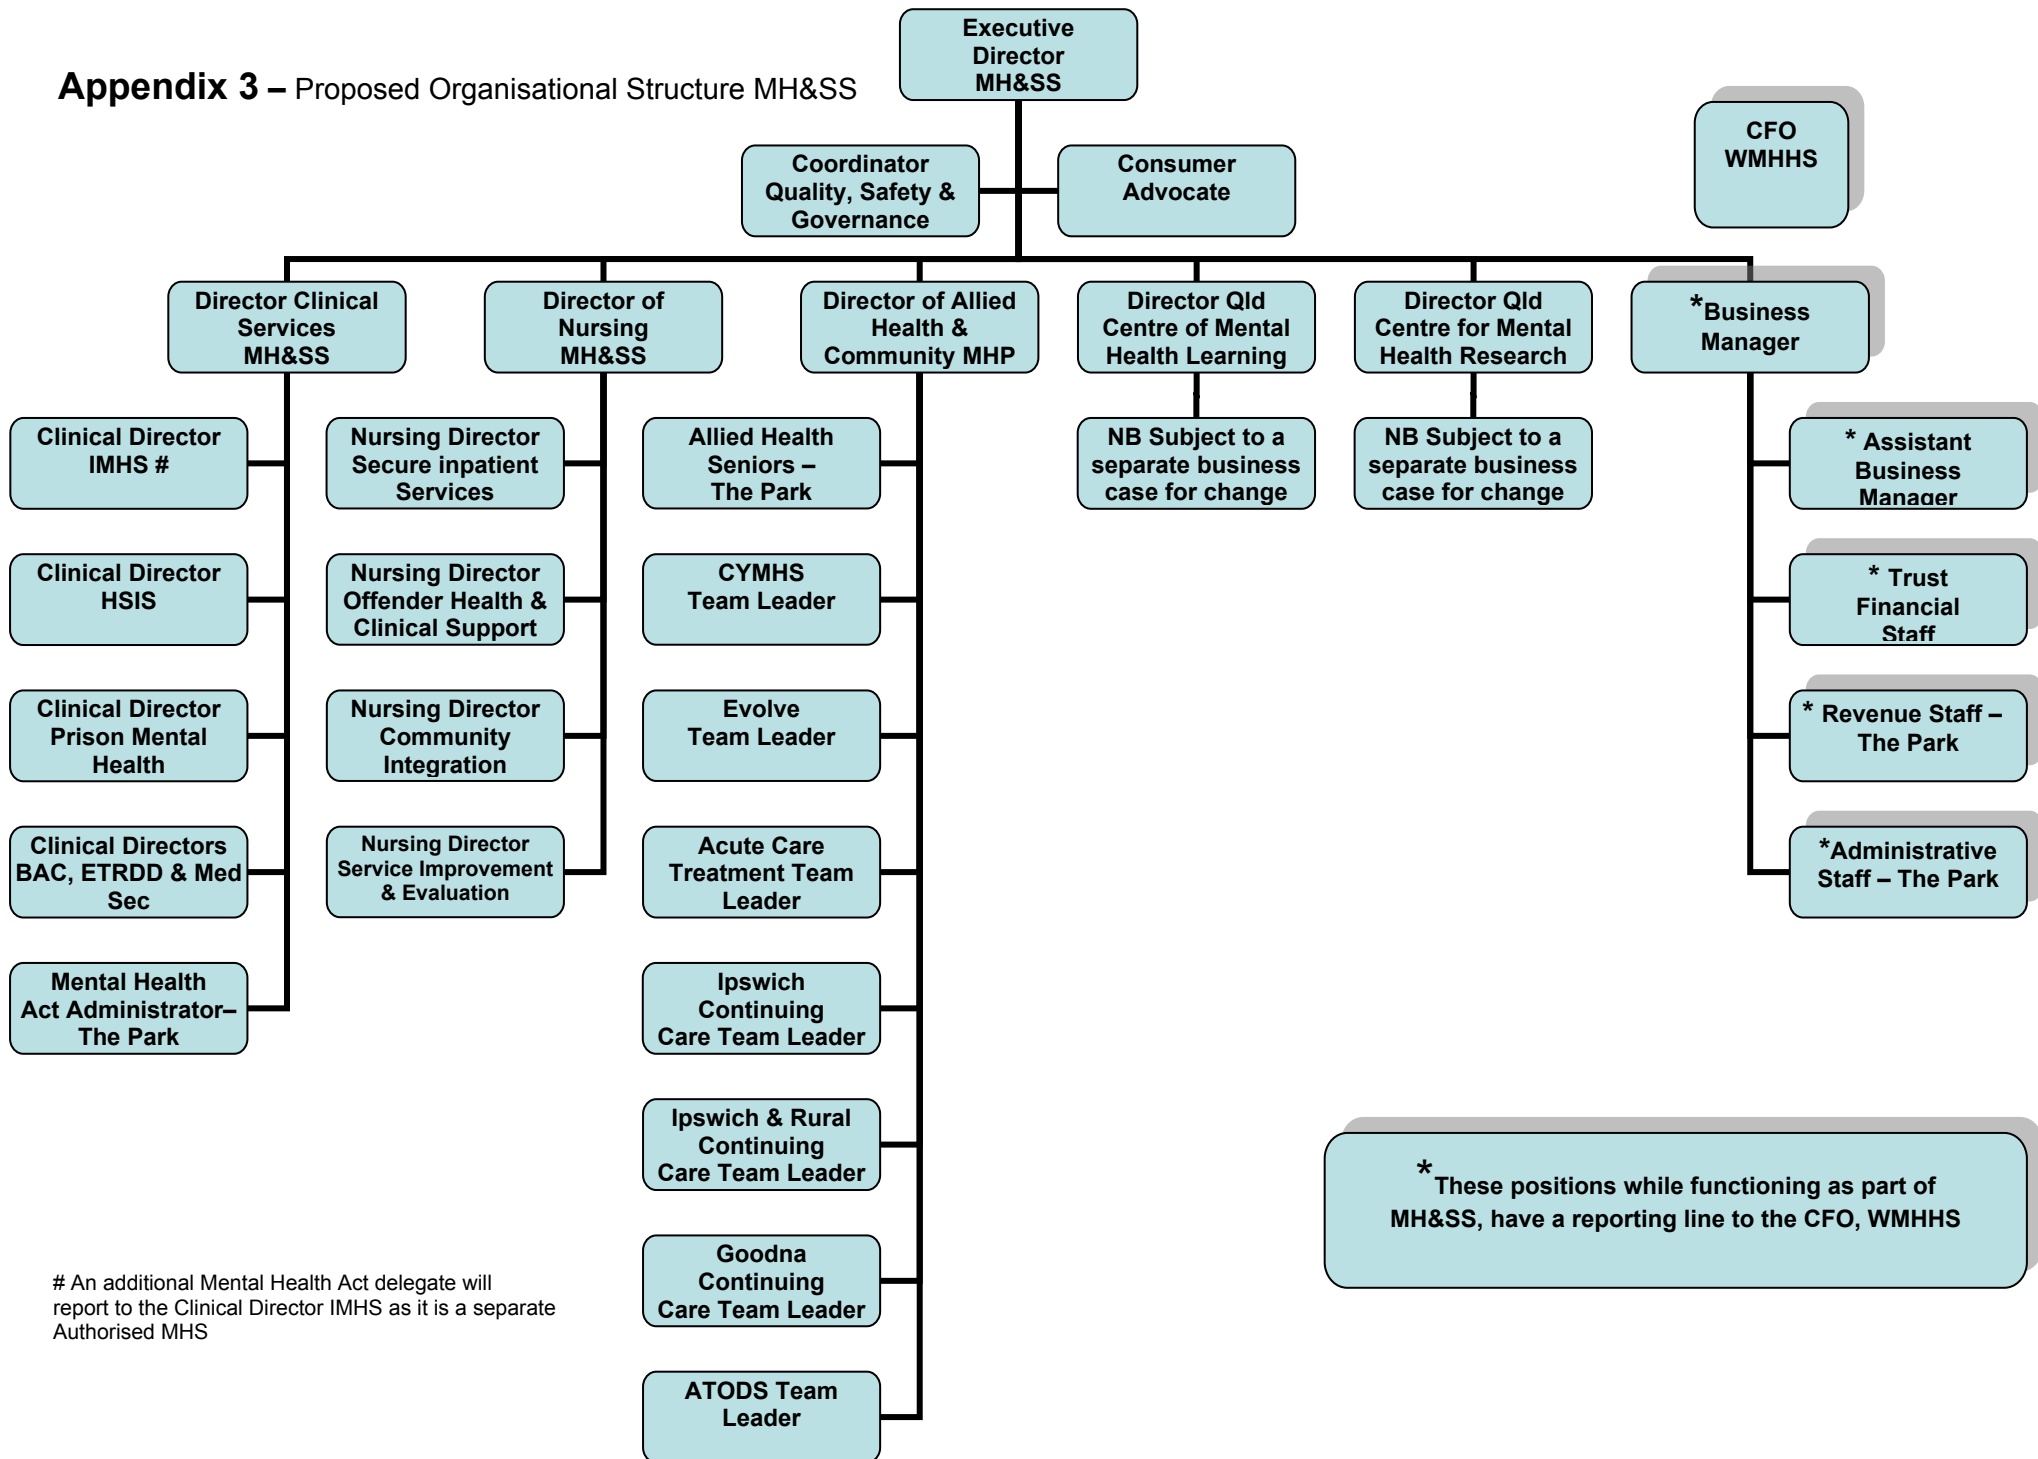 Executive
Director
MH&SS
Appendix 3 – Proposed Organisational Structure MH&SS
CFO
WMHHS
Coordinator
Quality, Safety &
Governance
Consumer
Advocate
Director Clinical
Services
MH&SS
Director of
Nursing
MH&SS
Director of Allied
Health &
Community MHP
Director Qld
Centre of Mental
Health Learning
Director Qld
Centre for Mental
Health Research
*Business
Manager
Clinical Director
IMHS #
Nursing Director
Secure inpatient
Services
Allied Health
Seniors –
The Park
NB Subject to a
separate business
case for change
NB Subject to a
separate business
case for change
* Assistant
Business
Manager
Clinical Director
HSIS
Nursing Director
Offender Health &
Clinical Support
CYMHS
Team Leader
* Trust
Financial
Staff
Clinical Director
Prison Mental
Health
Nursing Director
Community
Integration
Evolve
Team Leader
* Revenue Staff –
The Park
Clinical Directors
BAC, ETRDD & Med
Sec
Nursing Director
Service Improvement
& Evaluation
Acute Care
Treatment Team
Leader
*Administrative
Staff – The Park
Mental Health
Act Administrator–
The Park
Ipswich
Continuing
Care Team Leader
Ipswich & Rural
Continuing
Care Team Leader
*These positions while functioning as part of
MH&SS, have a reporting line to the CFO, WMHHS
Goodna
Continuing
Care Team Leader
# An additional Mental Health Act delegate will
report to the Clinical Director IMHS as it is a separate
Authorised MHS
ATODS Team
Leader